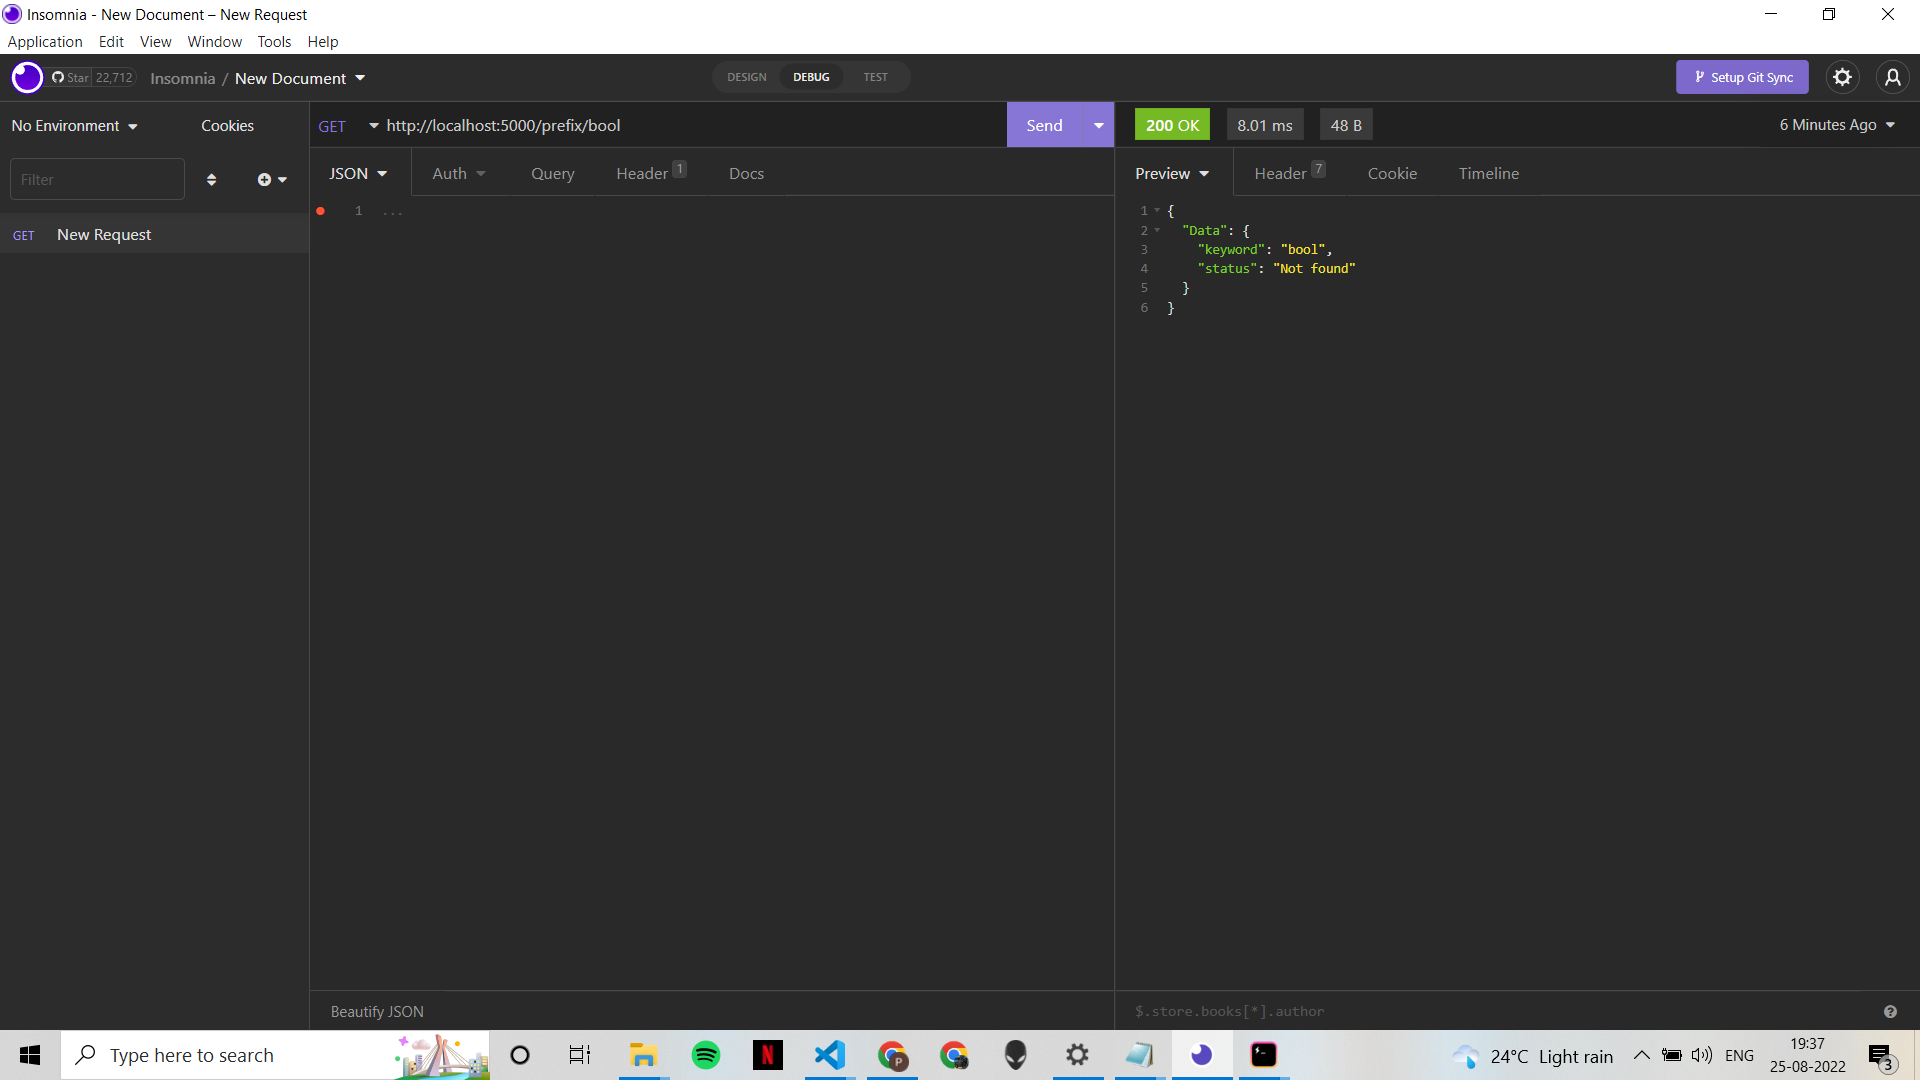 Insomnia - New Document – New Request
Application Edit View Window Tools Help
Star 22,712 Insomnia / New Document DESIGN DEBUG TEST Setup Git Sync
No Environment Cookies GET http://localhost:5000/prefix/bool Send 200 OK 8.01 ms 48 B 6 Minutes Ago
Filter JSON Auth Query Header 1 Docs Preview Header 7 Cookie Timeline
GET New Request
1 ...
1 {
2 "Data": {
3 "keyword": "bool",
4 "status": "Not found"
5 }
6 }
Beautify JSON $.store.books[*].author ?
Type here to search N P 24°C Light rain ENG 19:37
25-08-2022 3